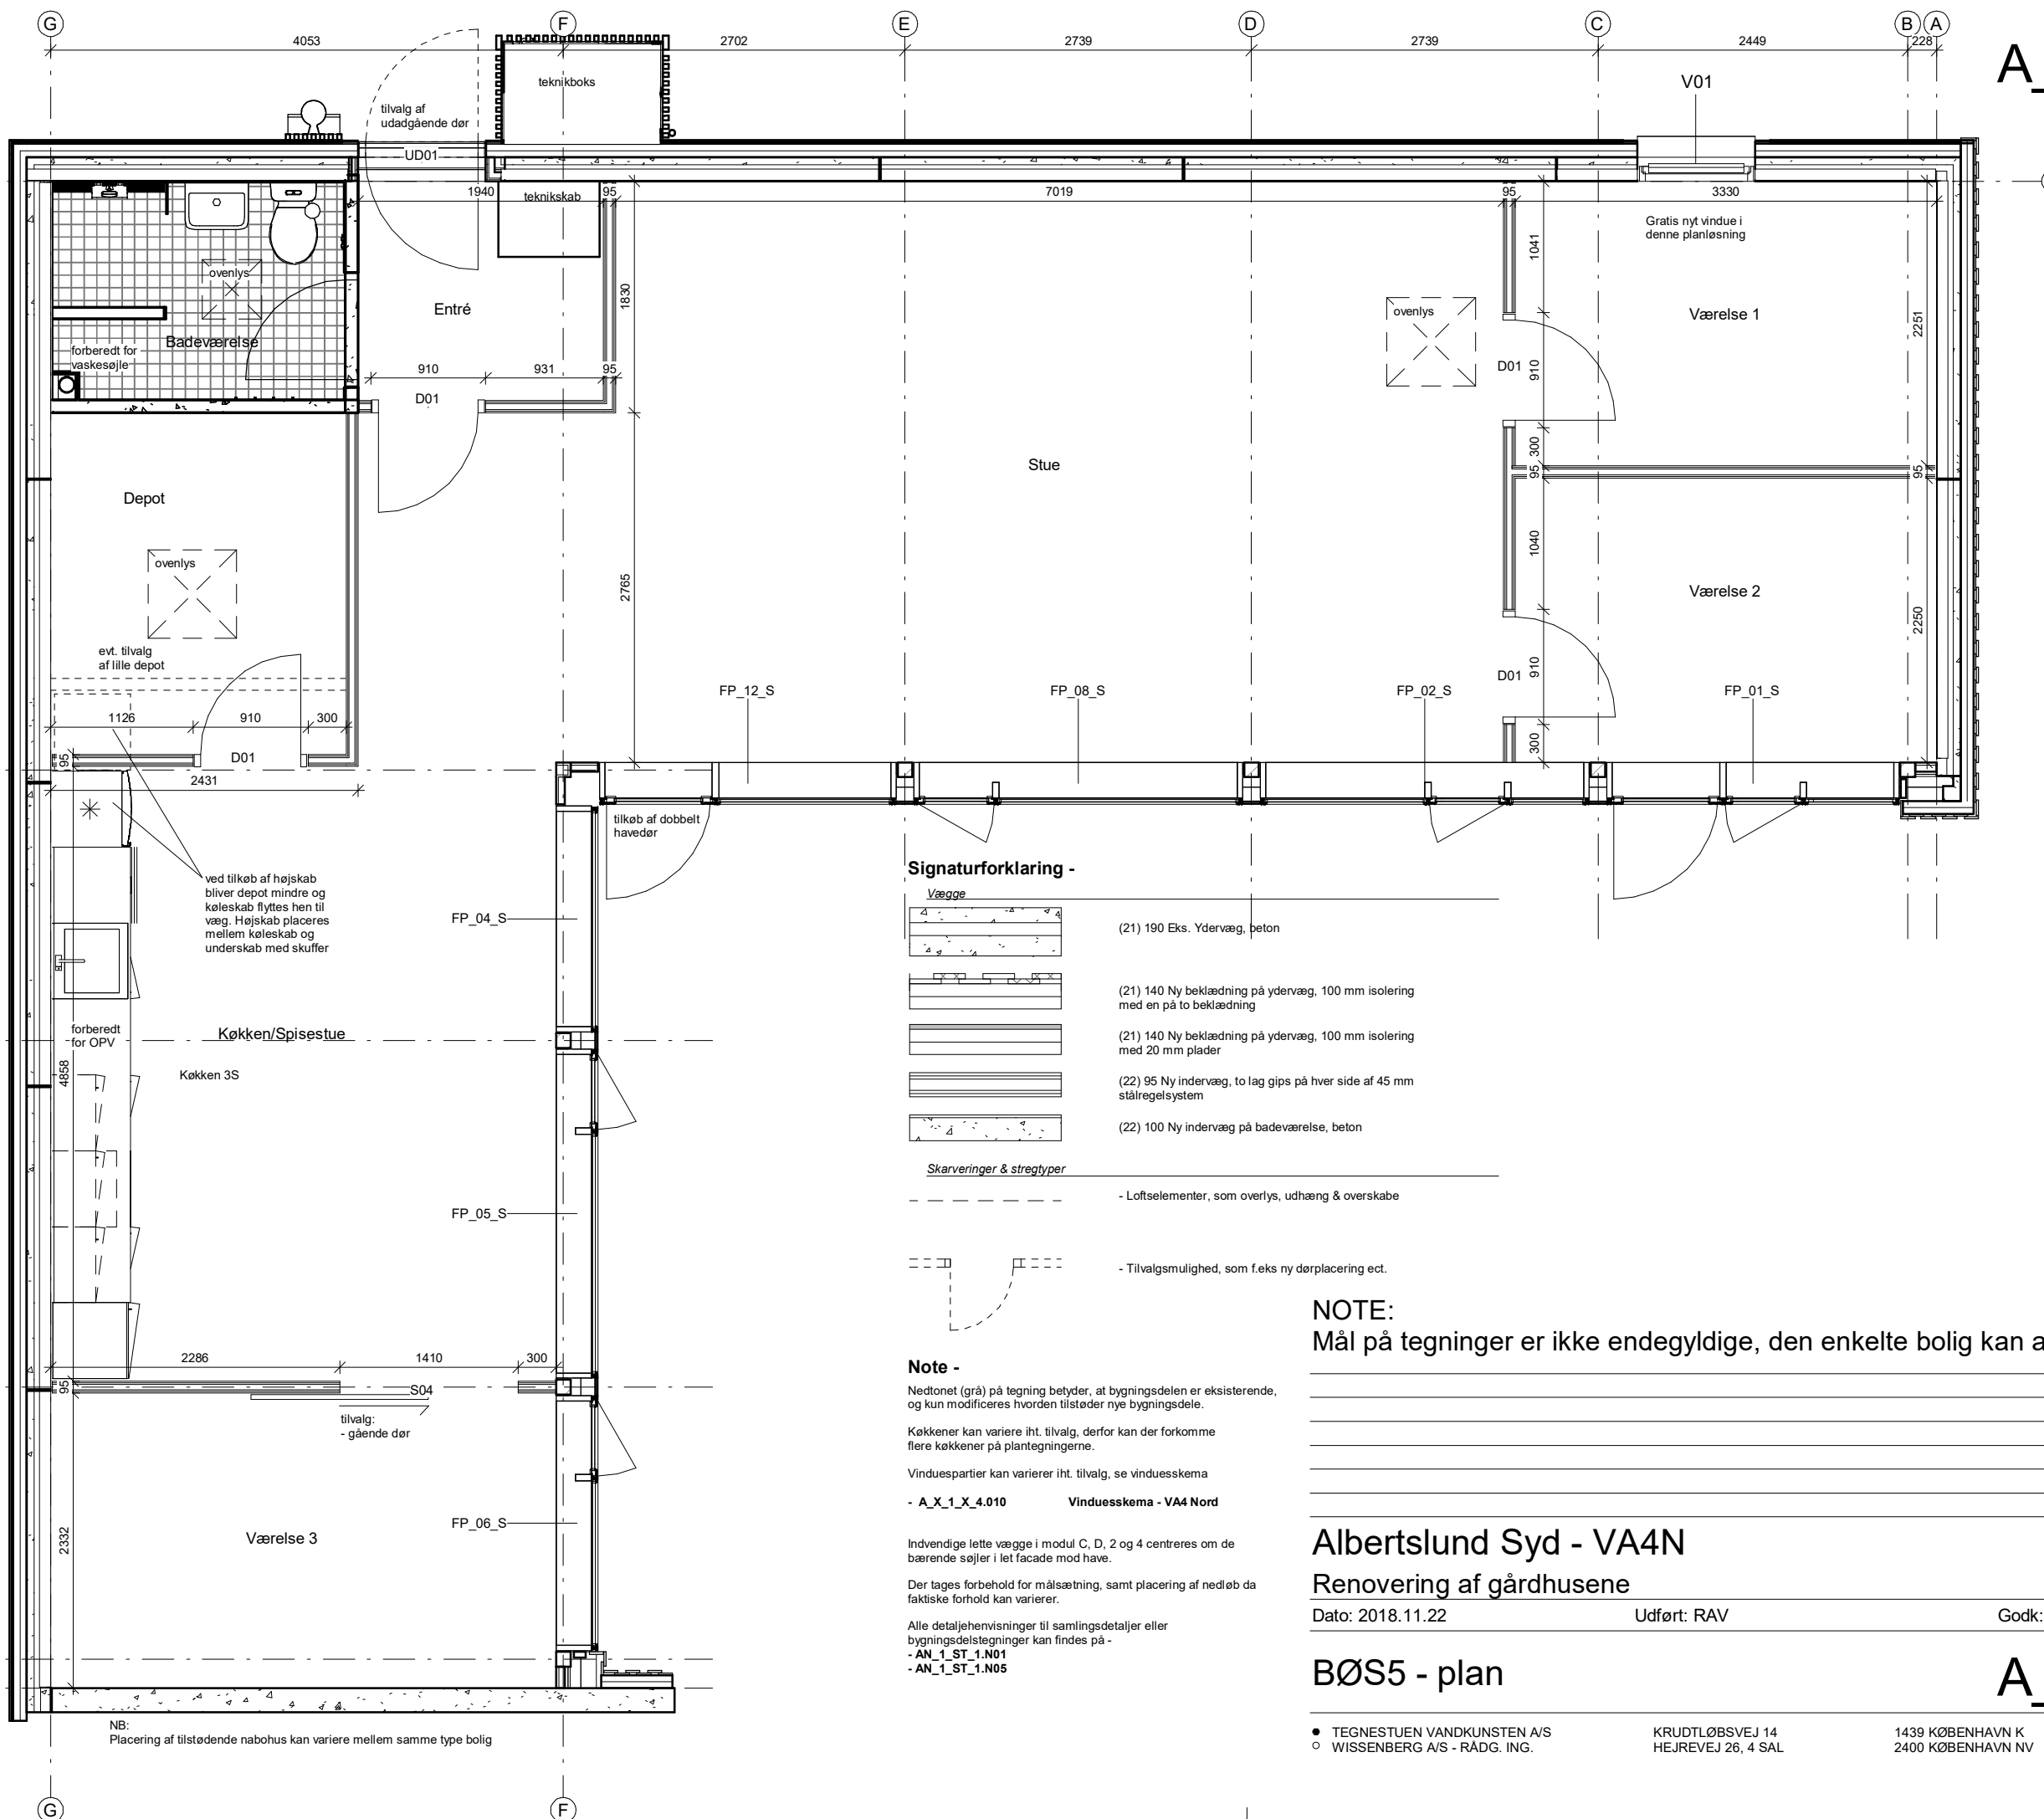 G
F
E
D
C
B
A
4053
2702
2739
2739
2449
228
A_
V01
teknikboks
tilvalg af
udadgående dør
UD01
1940
95
7019
95
3330
teknikskab
Gratis nyt vindue i
denne planløsning
1041
ovenlys
Entré
1830
ovenlys
Værelse 1
2251
Badeværelse
forberedt for
vaskesøjle
910
931
95
D01
D01
910
300
95
95
Stue
Depot
ovenlys
2765
1040
Værelse 2
2250
evt. tilvalg
af lille depot
D01
910
FP_12_S
FP_08_S
FP_02_S
FP_01_S
1126
910
300
300
95
D01
2431
tilkøb af dobbelt
havedør
ved tilkøb af højskab
bliver depot mindre og
køleskab flyttes hen til
væg. Højskab placeres
mellem køleskab og
underskab med skuffer
FP_04_S
forberedt
for OPV
Køkken/Spisestue
4858
Køkken 3S
FP_05_S
2286
1410
300
95
S04
tilvalg:
- gående dør
2332
Værelse 3
FP_06_S
NB:
Placering af tilstødende nabohus kan variere mellem samme type bolig
G
F
Signaturforklaring -
Vægge
(21) 190 Eks. Ydervæg, beton
(21) 140 Ny beklædning på ydervæg, 100 mm isolering
med en på to beklædning
(21) 140 Ny beklædning på ydervæg, 100 mm isolering
med 20 mm plader
(22) 95 Ny indervæg, to lag gips på hver side af 45 mm
stålregelsystem
(22) 100 Ny indervæg på badeværelse, beton
Skarveringer & stregtyper
- Loftselementer, som overlys, udhæng & overskabe
- Tilvalgsmulighed, som f.eks ny dørplacering ect.
Note -
Nedtonet (grå) på tegning betyder, at bygningsdelen er eksisterende,
og kun modificeres hvorden tilstøder nye bygningsdele.
Køkkener kan variere iht. tilvalg, derfor kan der forkomme
flere køkkener på plantegningerne.
Vinduespartier kan varierer iht. tilvalg, se vinduesskema
- A_X_1_X_4.010 Vinduesskema - VA4 Nord
Indvendige lette vægge i modul C, D, 2 og 4 centreres om de
bærende søjler i let facade mod have.
Der tages forbehold for målsætning, samt placering af nedløb da
faktiske forhold kan varierer.
Alle detaljehenvisninger til samlingsdetaljer eller
bygningsdelstegninger kan findes på -
- AN_1_ST_1.N01
- AN_1_ST_1.N05
NOTE:
Mål på tegninger er ikke endegyldige, den enkelte bolig kan a
Albertslund Syd - VA4N
Renovering af gårdhusene
Dato: 2018.11.22 Udført: RAV Godk:
BØS5 - plan
A_
TEGNESTUEN VANDKUNSTEN A/S KRUDTLØBSVEJ 14 1439 KØBENHAVN K
WISSENBERG A/S - RÅDG. ING. HEJREVEJ 26, 4 SAL 2400 KØBENHAVN NV